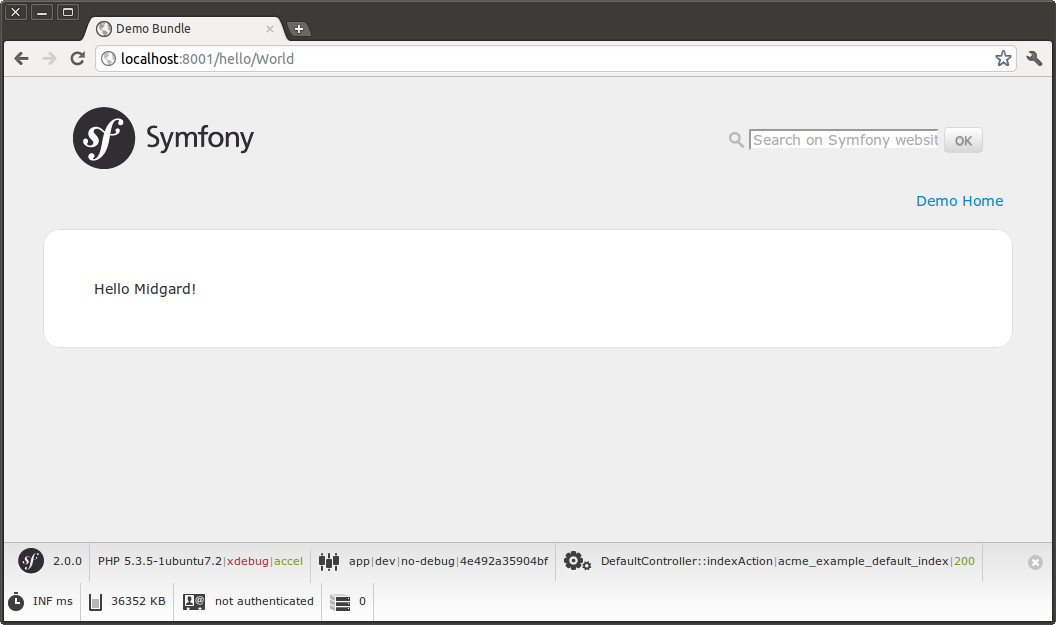 Demo Bundle
localhost:8001/hello/World
sf Symfony
Search on Symfony websit OK
Demo Home
Hello Midgard!
sf 2.0.0 PHP 5.3.5-1ubuntu7.2|xdebug|accel app|dev|no-debug|4e492a35904bf DefaultController::indexAction|acme_example_default_index|200
INF ms 36352 KB not authenticated 0